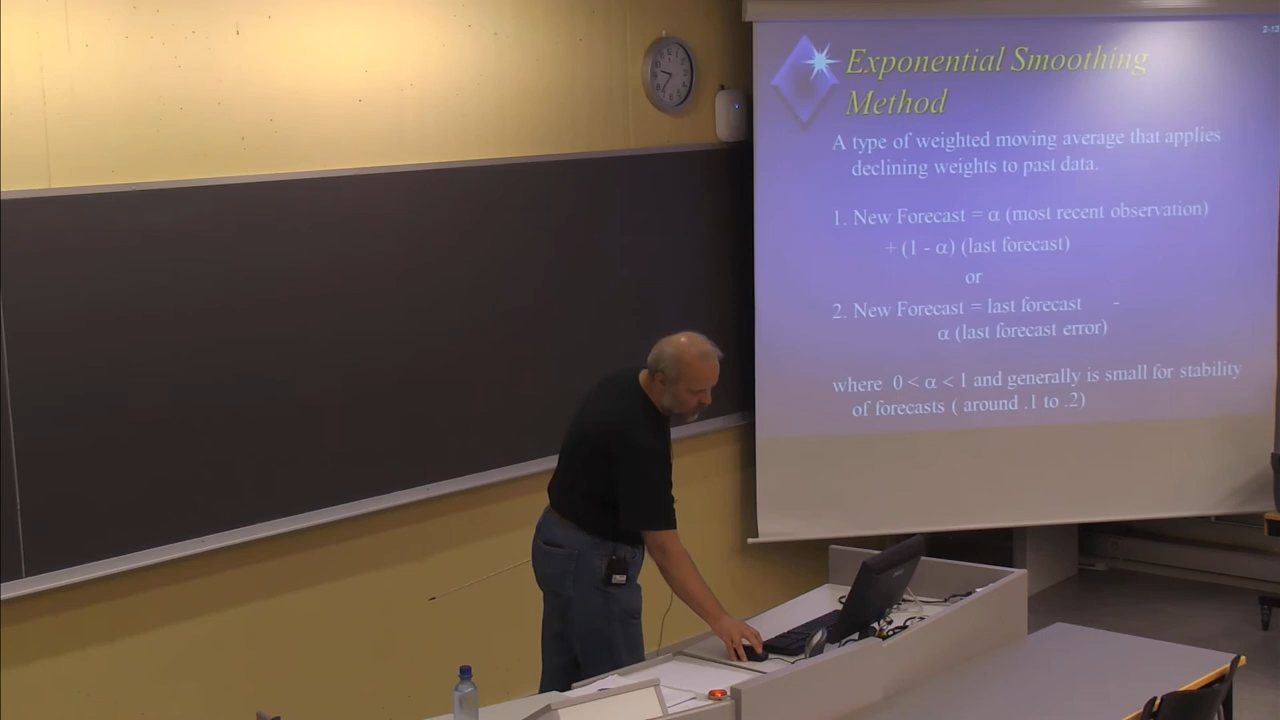 2-13
Exponential Smoothing
Method
A type of weighted moving average that applies
declining weights to past data.
1. New Forecast = α (most recent observation)
+ (1 - α) (last forecast)
or
2. New Forecast = last forecast -
α (last forecast error)
where 0 < α < 1 and generally is small for stability
of forecasts ( around .1 to .2)